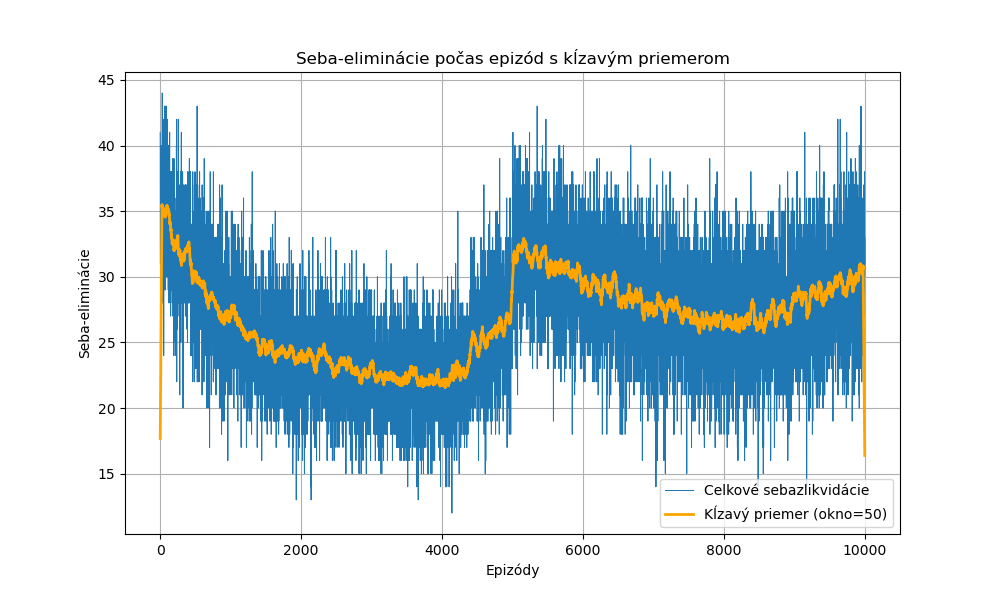 Seba-eliminácie počas epizód s kĺzavým priemerom
45
40
35
30
25
20
15
Seba-eliminácie
0
2000
4000
6000
8000
10000
Epizódy
Celkové sebazlikvidácie
Kĺzavý priemer (okno=50)